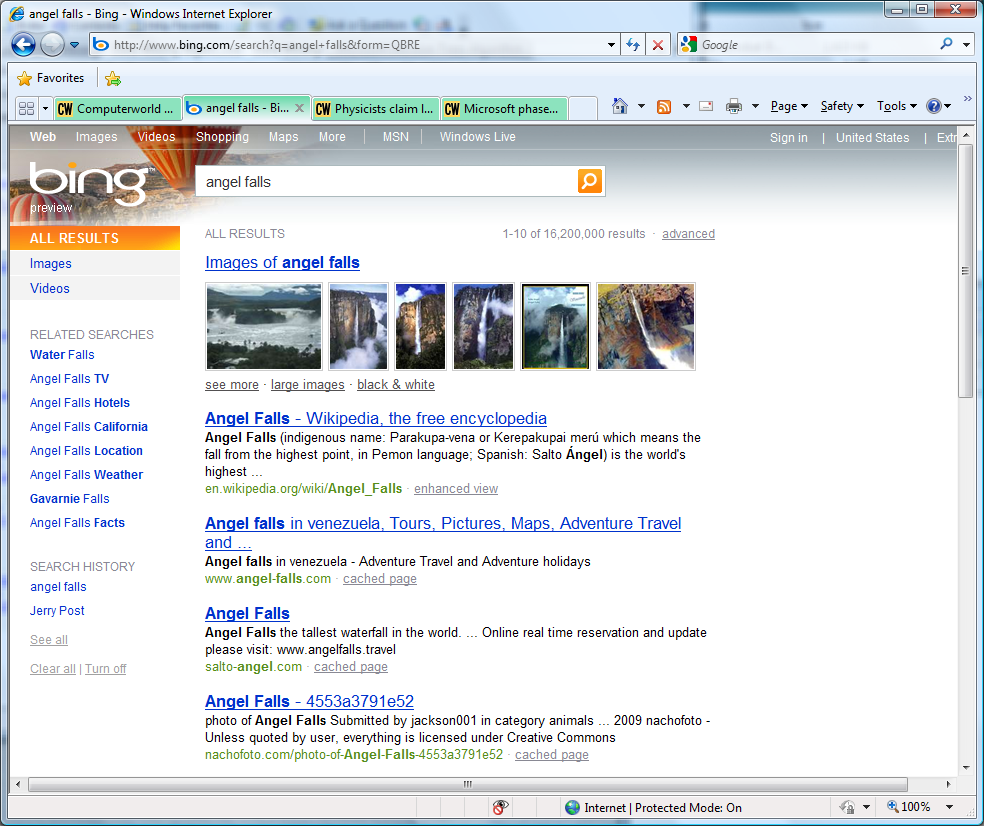 angel falls - Bing - Windows Internet Explorer
http://www.bing.com/search?q=angel+falls&form=QBRE
Google
Favorites
CW Computerworld ...
angel falls - Bi...
CW Physicists claim l...
CW Microsoft phase...
Page
Safety
Tools
Web Images Videos Shopping Maps More | MSN | Windows Live
Sign in | United States | Extr
bing
preview
angel falls
ALL RESULTS
Images
Videos
RELATED SEARCHES
Water Falls
Angel Falls TV
Angel Falls Hotels
Angel Falls California
Angel Falls Location
Angel Falls Weather
Gavarnie Falls
Angel Falls Facts
SEARCH HISTORY
angel falls
Jerry Post
See all
Clear all | Turn off
ALL RESULTS
1-10 of 16,200,000 results · advanced
Images of angel falls
see more · large images · black & white
Angel Falls - Wikipedia, the free encyclopedia
Angel Falls (indigenous name: Parakupa-vena or Kerepakupai merú which means the
fall from the highest point, in Pemon language; Spanish: Salto Ángel) is the world's
highest ...
en.wikipedia.org/wiki/Angel_Falls · enhanced view
Angel falls in venezuela, Tours, Pictures, Maps, Adventure Travel
and ...
Angel falls in venezuela - Adventure Travel and Adventure holidays
www.angel-falls.com · cached page
Angel Falls
Angel Falls the tallest waterfall in the world. ... Online real time reservation and update
please visit: www.angelfalls.travel
salto-angel.com · cached page
Angel Falls - 4553a3791e52
photo of Angel Falls Submitted by jackson001 in category animals ... 2009 nachofoto -
Unless quoted by user, everything is licensed under Creative Commons
nachofoto.com/photo-of-Angel-Falls-4553a3791e52 · cached page
Internet | Protected Mode: On
100%